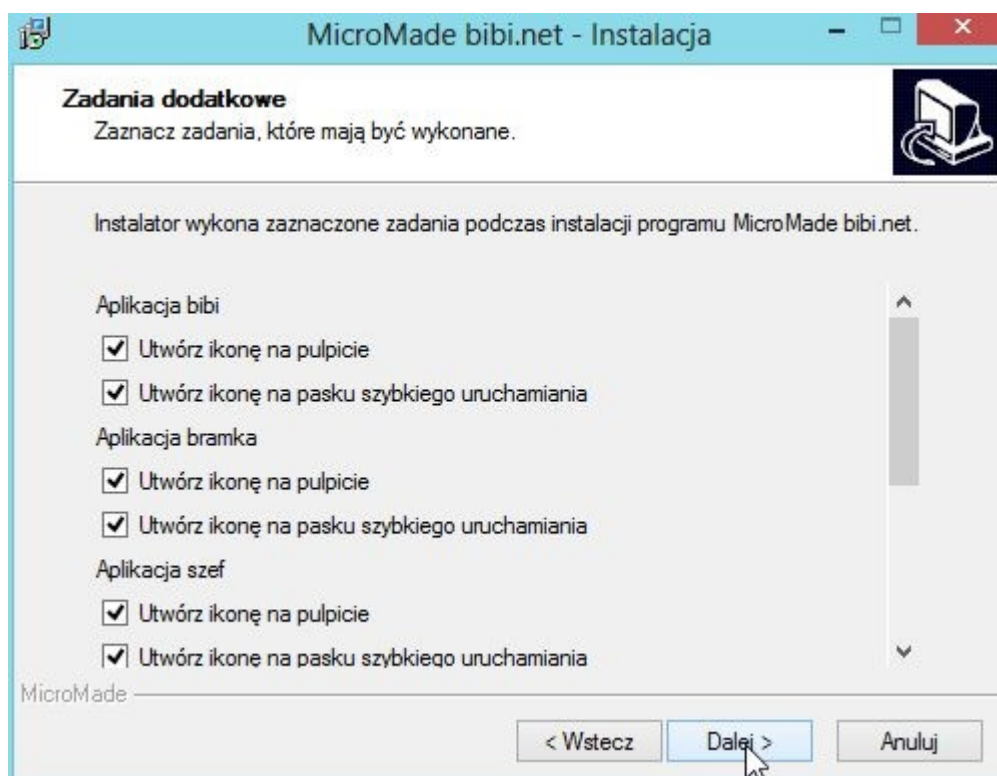 MicroMade bibi.net - Instalacja
Zadania dodatkowe
Zaznacz zadania, które mają być wykonane.
Instalator wykona zaznaczone zadania podczas instalacji programu MicroMade bibi.net.
Aplikacja bibi
Utwórz ikonę na pulpicie
Utwórz ikonę na pasku szybkiego uruchamiania
Aplikacja bramka
Utwórz ikonę na pulpicie
Utwórz ikonę na pasku szybkiego uruchamiania
Aplikacja szef
Utwórz ikonę na pulpicie
Utwórz ikonę na pasku szybkiego uruchamiania
MicroMade
< Wstecz
Dalej >
Anuluj